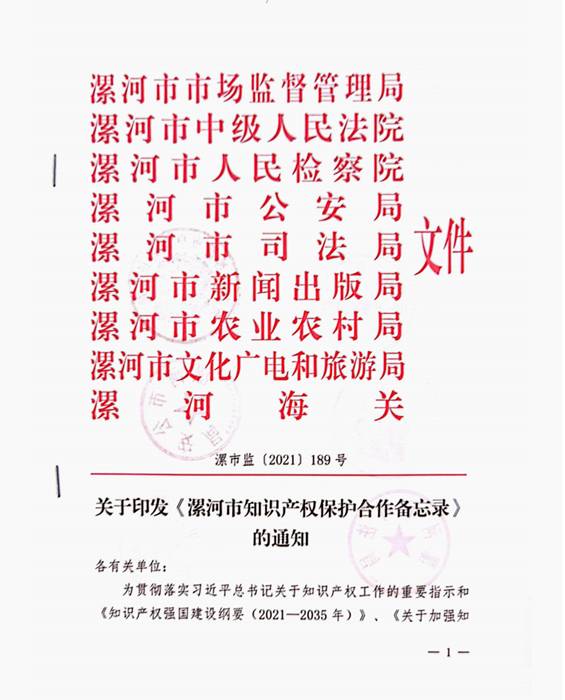 漯河市市场监督管理局
漯河市中级人民法院
漯河市人民检察院
漯河市公安局
漯河市司法局
漯河市新闻出版局
漯河市农业农村局
漯河市文化广电和旅游局
漯河海关
文件
漯市监〔2021〕189号
关于印发《漯河市知识产权保护合作备忘录》
的通知
各有关单位：
为贯彻落实习近平总书记关于知识产权工作的重要指示和
《知识产权强国建设纲要（2021—2035年）》、《关于加强知
— 1 —